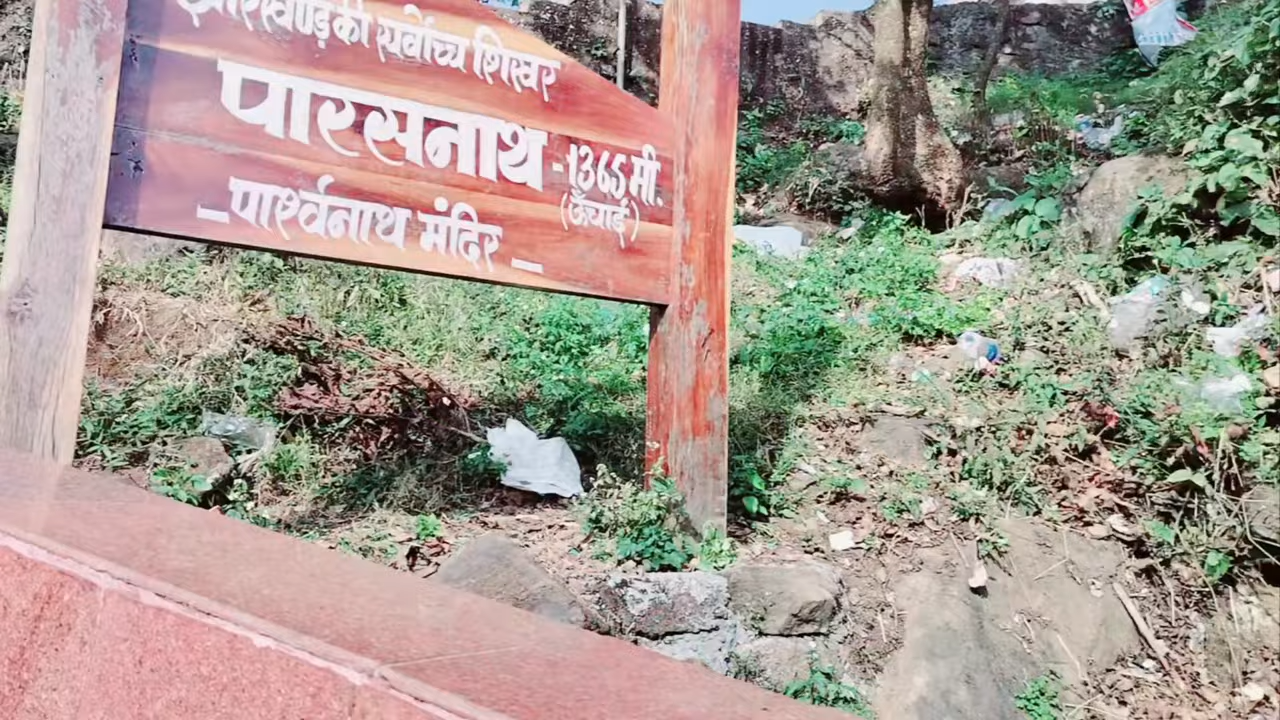 झारखण्ड की सर्वोच्च शिखर
पारसनाथ - 1365 मी.
(ऊँचाई)
_ पार्श्वनाथ मंदिर _